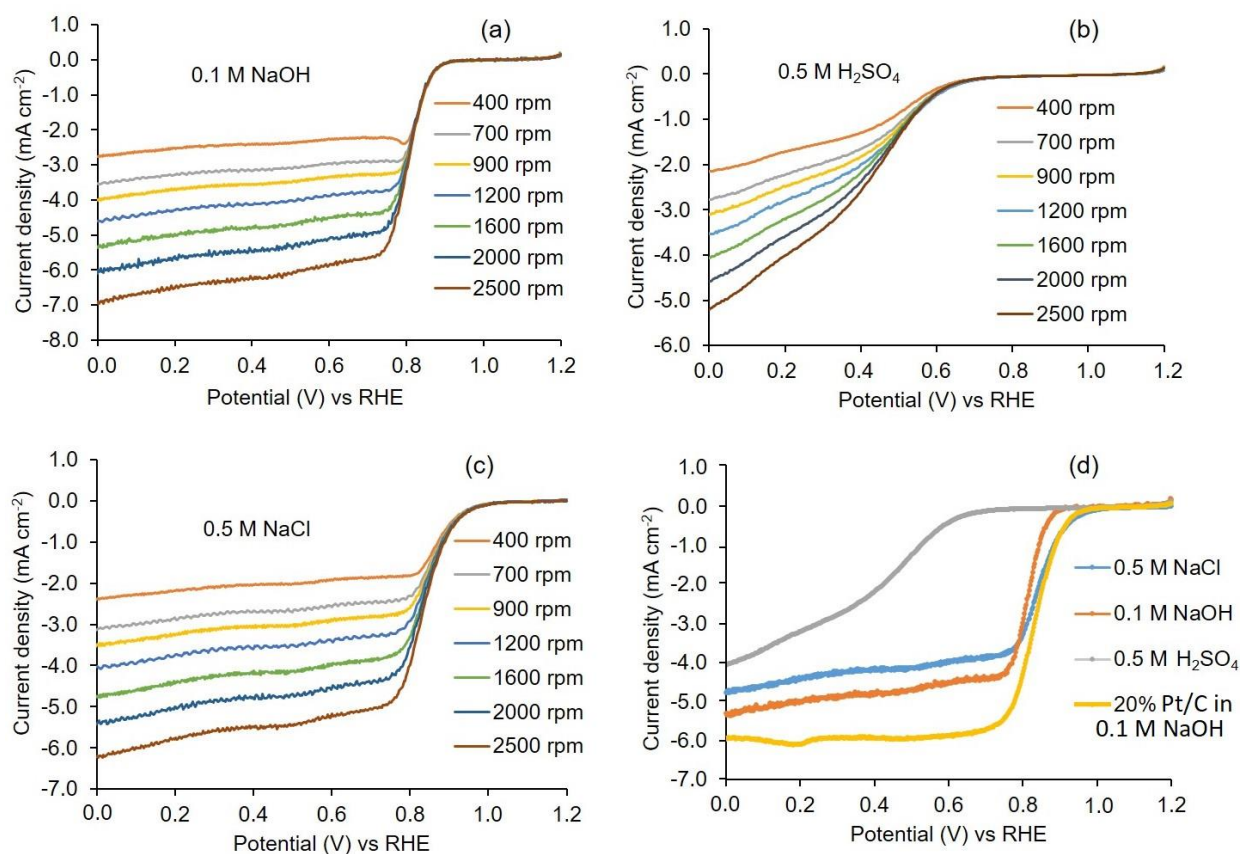 (a)
0.1 M NaOH
Current density (mA cm⁻²)
1.0
0.0
-1.0
-2.0
-3.0
-4.0
-5.0
-6.0
-7.0
-8.0
400 rpm
700 rpm
900 rpm
1200 rpm
1600 rpm
2000 rpm
2500 rpm
0.0 0.2 0.4 0.6 0.8 1.0 1.2
Potential (V) vs RHE
(b)
0.5 M H₂SO₄
Current density (mA cm⁻²)
1.0
0.0
-1.0
-2.0
-3.0
-4.0
-5.0
-6.0
400 rpm
700 rpm
900 rpm
1200 rpm
1600 rpm
2000 rpm
2500 rpm
0.0 0.2 0.4 0.6 0.8 1.0 1.2
Potential (V) vs RHE
(c)
0.5 M NaCl
Current density (mA cm⁻²)
1.0
0.0
-1.0
-2.0
-3.0
-4.0
-5.0
-6.0
-7.0
400 rpm
700 rpm
900 rpm
1200 rpm
1600 rpm
2000 rpm
2500 rpm
0.0 0.2 0.4 0.6 0.8 1.0 1.2
Potential (V) vs RHE
(d)
Current density (mA cm⁻²)
1.0
0.0
-1.0
-2.0
-3.0
-4.0
-5.0
-6.0
-7.0
0.5 M NaCl
0.1 M NaOH
0.5 M H₂SO₄
20% Pt/C in
0.1 M NaOH
0.0 0.2 0.4 0.6 0.8 1.0 1.2
Potential (V) vs RHE